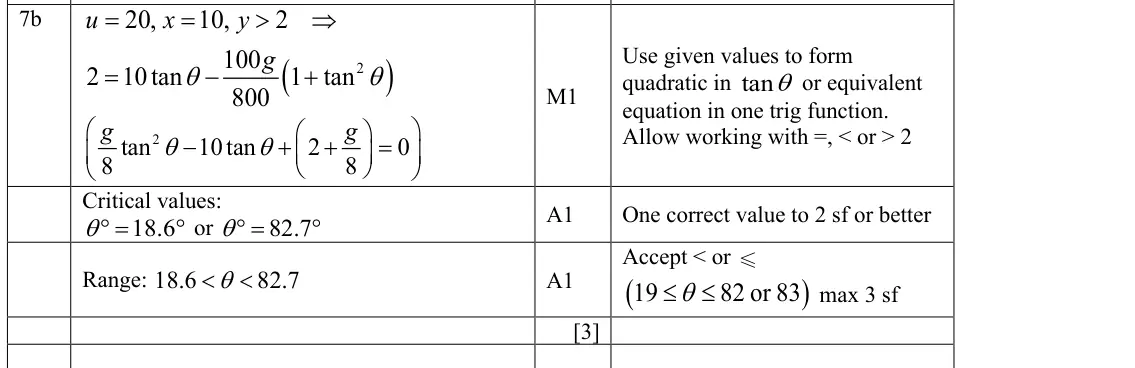 7b
u = 20, x = 10, y > 2 ⇒
2 = 10 tan θ − 100g/800 (1 + tan² θ)
(g/8 tan² θ − 10 tan θ + (2 + g/8) = 0)
M1
Use given values to form
quadratic in tan θ or equivalent
equation in one trig function.
Allow working with =, < or > 2
Critical values:
θ° = 18.6° or θ° = 82.7°
A1
One correct value to 2 sf or better
Range: 18.6 < θ < 82.7
A1
Accept < or ⩽
(19 ≤ θ ≤ 82 or 83) max 3 sf
[3]